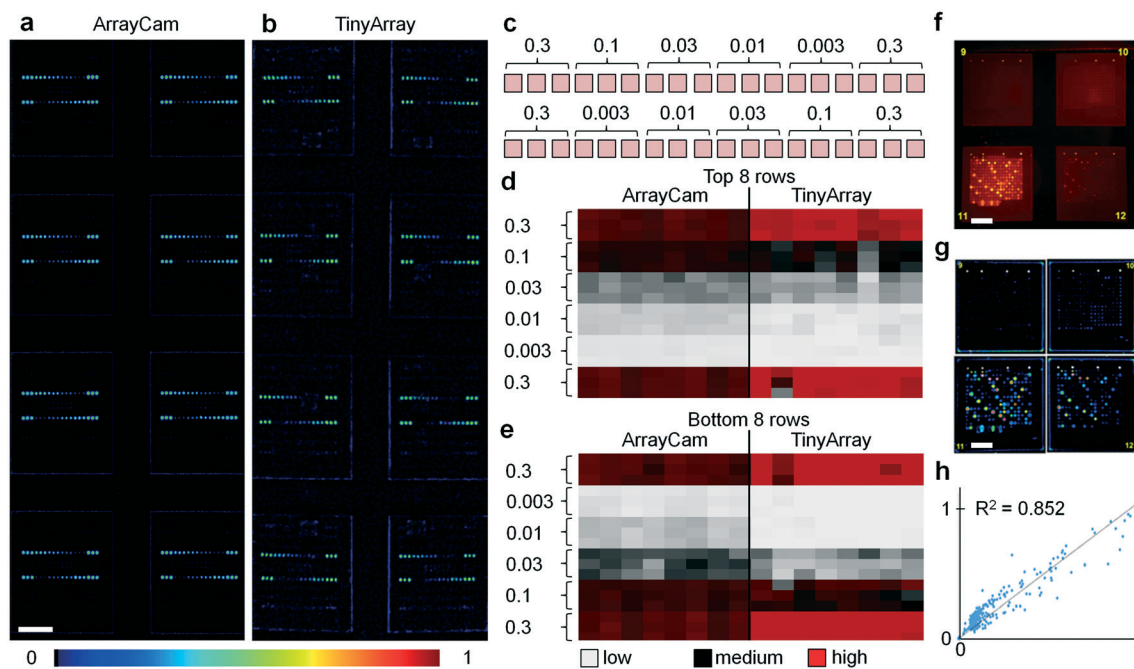 a ArrayCam
b TinyArray
0 1
c
0.3 0.1 0.03 0.01 0.003 0.3
0.3 0.003 0.01 0.03 0.1 0.3
d Top 8 rows
ArrayCam TinyArray
0.3
0.1
0.03
0.01
0.003
0.3
e Bottom 8 rows
ArrayCam TinyArray
0.3
0.003
0.01
0.03
0.1
0.3
low medium high
f
9 10
11 12
g
9 10
11 12
h
1 R² = 0.852
0
0 1